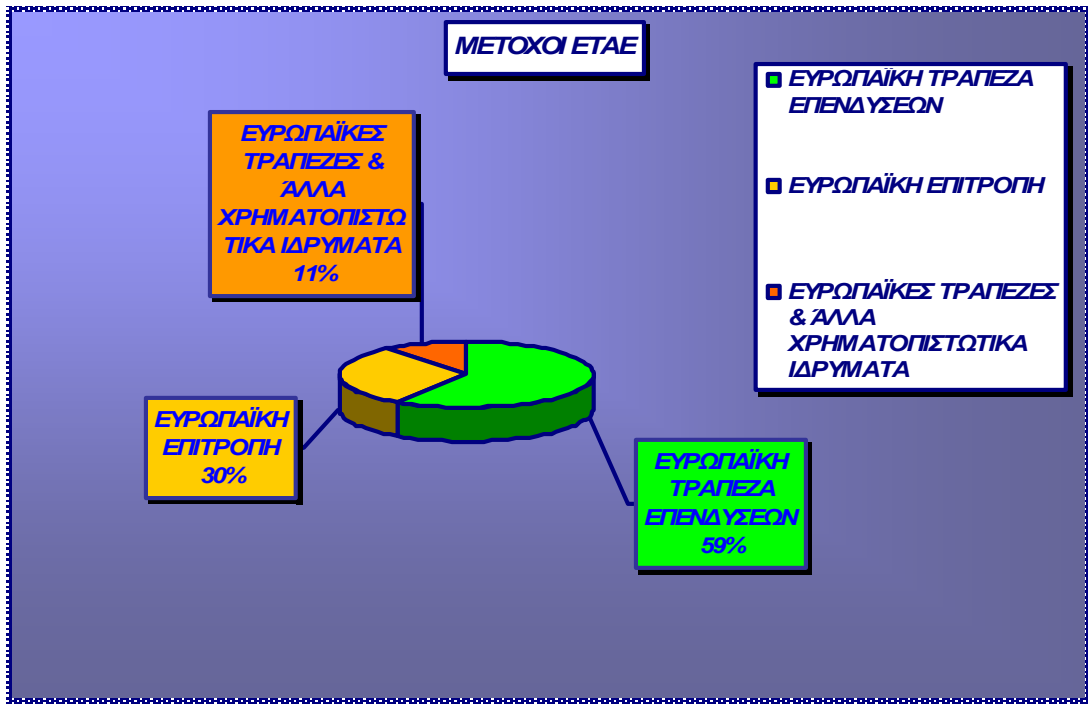 ΜΕΤΟΧΟΙ ΕΤΑΕ
ΕΥΡΩΠΑΪΚΗ ΤΡΑΠΕΖΑ
ΕΠΕΝΔΥΣΕΩΝ
ΕΥΡΩΠΑΪΚΗ ΕΠΙΤΡΟΠΗ
ΕΥΡΩΠΑΪΚΕΣ ΤΡΑΠΕΖΕΣ
& ΆΛΛΑ
ΧΡΗΜΑΤΟΠΙΣΤΩΤΙΚΑ
ΙΔΡΥΜΑΤΑ
ΕΥΡΩΠΑΪΚΕΣ
ΤΡΑΠΕΖΕΣ &
ΆΛΛΑ
ΧΡΗΜΑΤΟΠΙΣΤΩ
ΤΙΚΑ ΙΔΡΥΜΑΤΑ
11%
ΕΥΡΩΠΑΪΚΗ
ΕΠΙΤΡΟΠΗ
30%
ΕΥΡΩΠΑΪΚΗ
ΤΡΑΠΕΖΑ
ΕΠΕΝΔΥΣΕΩΝ
59%